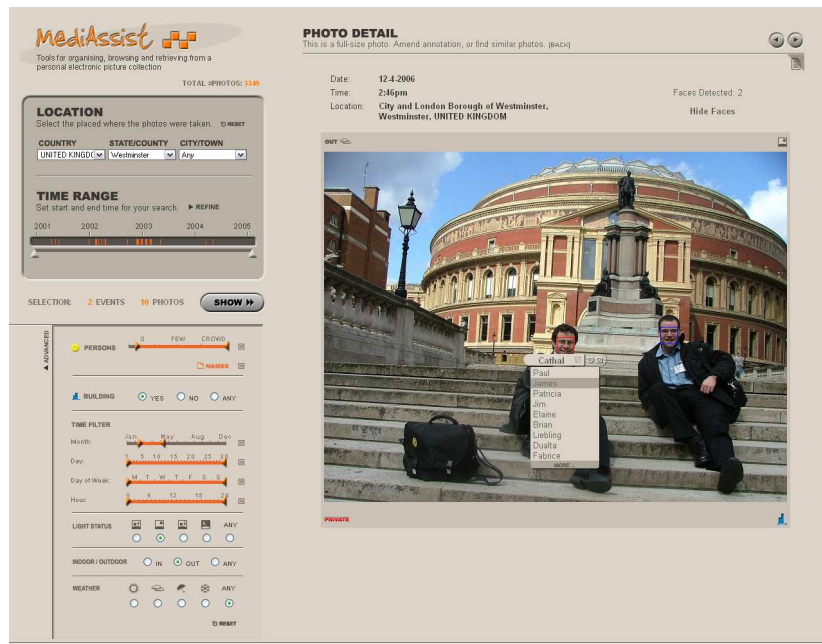 MediAssist
Tools for organising, browsing and retrieving from a
personal electronic picture collection
TOTAL #PHOTOS: 3349
LOCATION
Select the placed where the photos were taken. RESET
COUNTRY STATE/COUNTY CITY/TOWN
UNITED KINGDC Westminster Any
TIME RANGE
Set start and end time for your search. ▶ REFINE
2001 2002 2003 2004 2005
SELECTION: 2 EVENTS 10 PHOTOS SHOW
▶ ADVANCED
PERSONS 0 FEW CROWD
NAMES
BUILDING YES NO ANY
TIME FILTER
Month: Jan May Aug Dec
Day: 5 10 15 20 25 30
Day of Week: M T W T F S S
Hour: 0 6 12 18 24
LIGHT STATUS ANY
INDOOR / OUTDOOR IN OUT ANY
WEATHER ANY
RESET
PHOTO DETAIL
This is a full-size photo. Amend annotation, or find similar photos. [BACK]
Date: 12-4-2006
Time: 2:46pm
Location: City and London Borough of Westminster,
Westminster, UNITED KINGDOM
Faces Detected: 2
Hide Faces
OUT
Cathal
Paul
James
Patricia
Jim
Elaine
Brian
Liebling
Dualta
Fabrice
MORE
PRIVATE